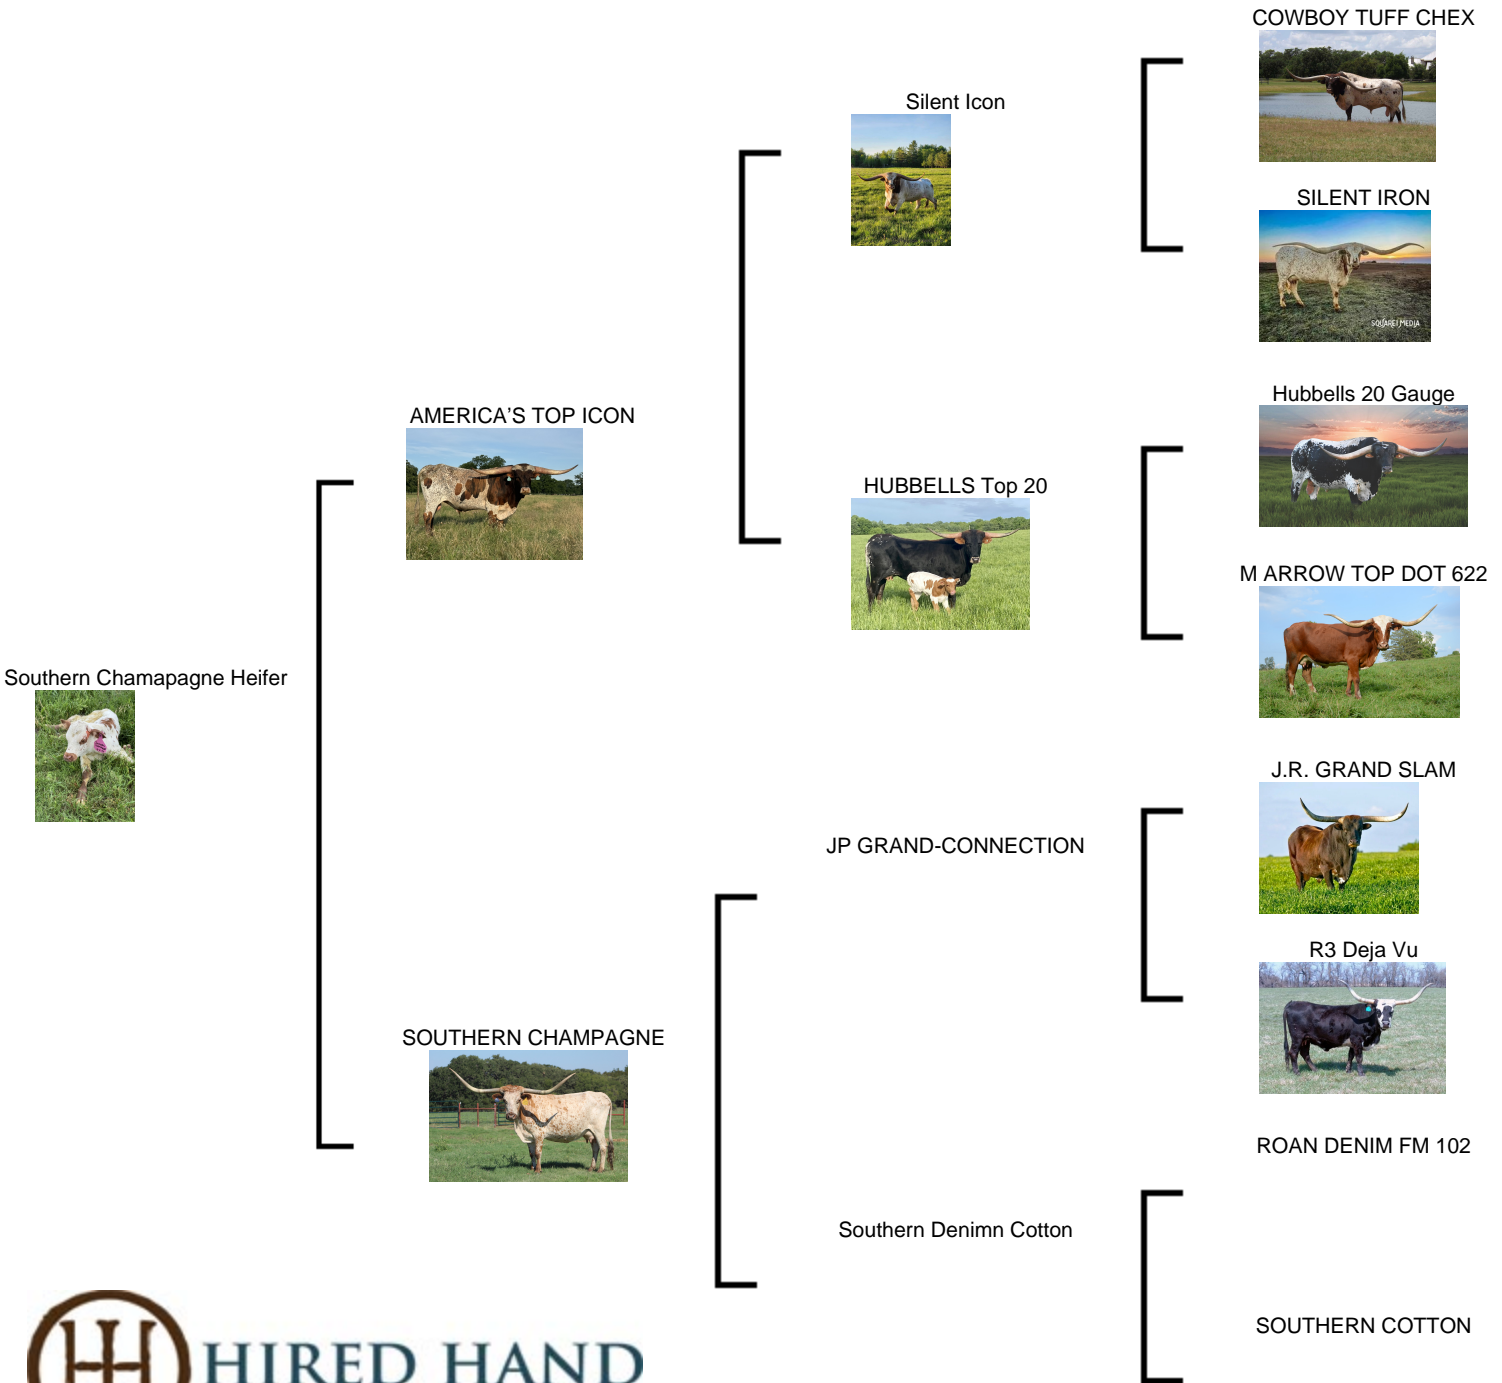 COWBOY TUFF CHEX
Silent Icon
SILENT IRON
SQUARE1 MEDIA
Hubbells 20 Gauge
AMERICA'S TOP ICON
HUBBELLS Top 20
M ARROW TOP DOT 622
Southern Chamapagne Heifer
J.R. GRAND SLAM
JP GRAND-CONNECTION
R3 Deja Vu
SOUTHERN CHAMPAGNE
ROAN DENIM FM 102
Southern Denimn Cotton
SOUTHERN COTTON
HIRED HAND